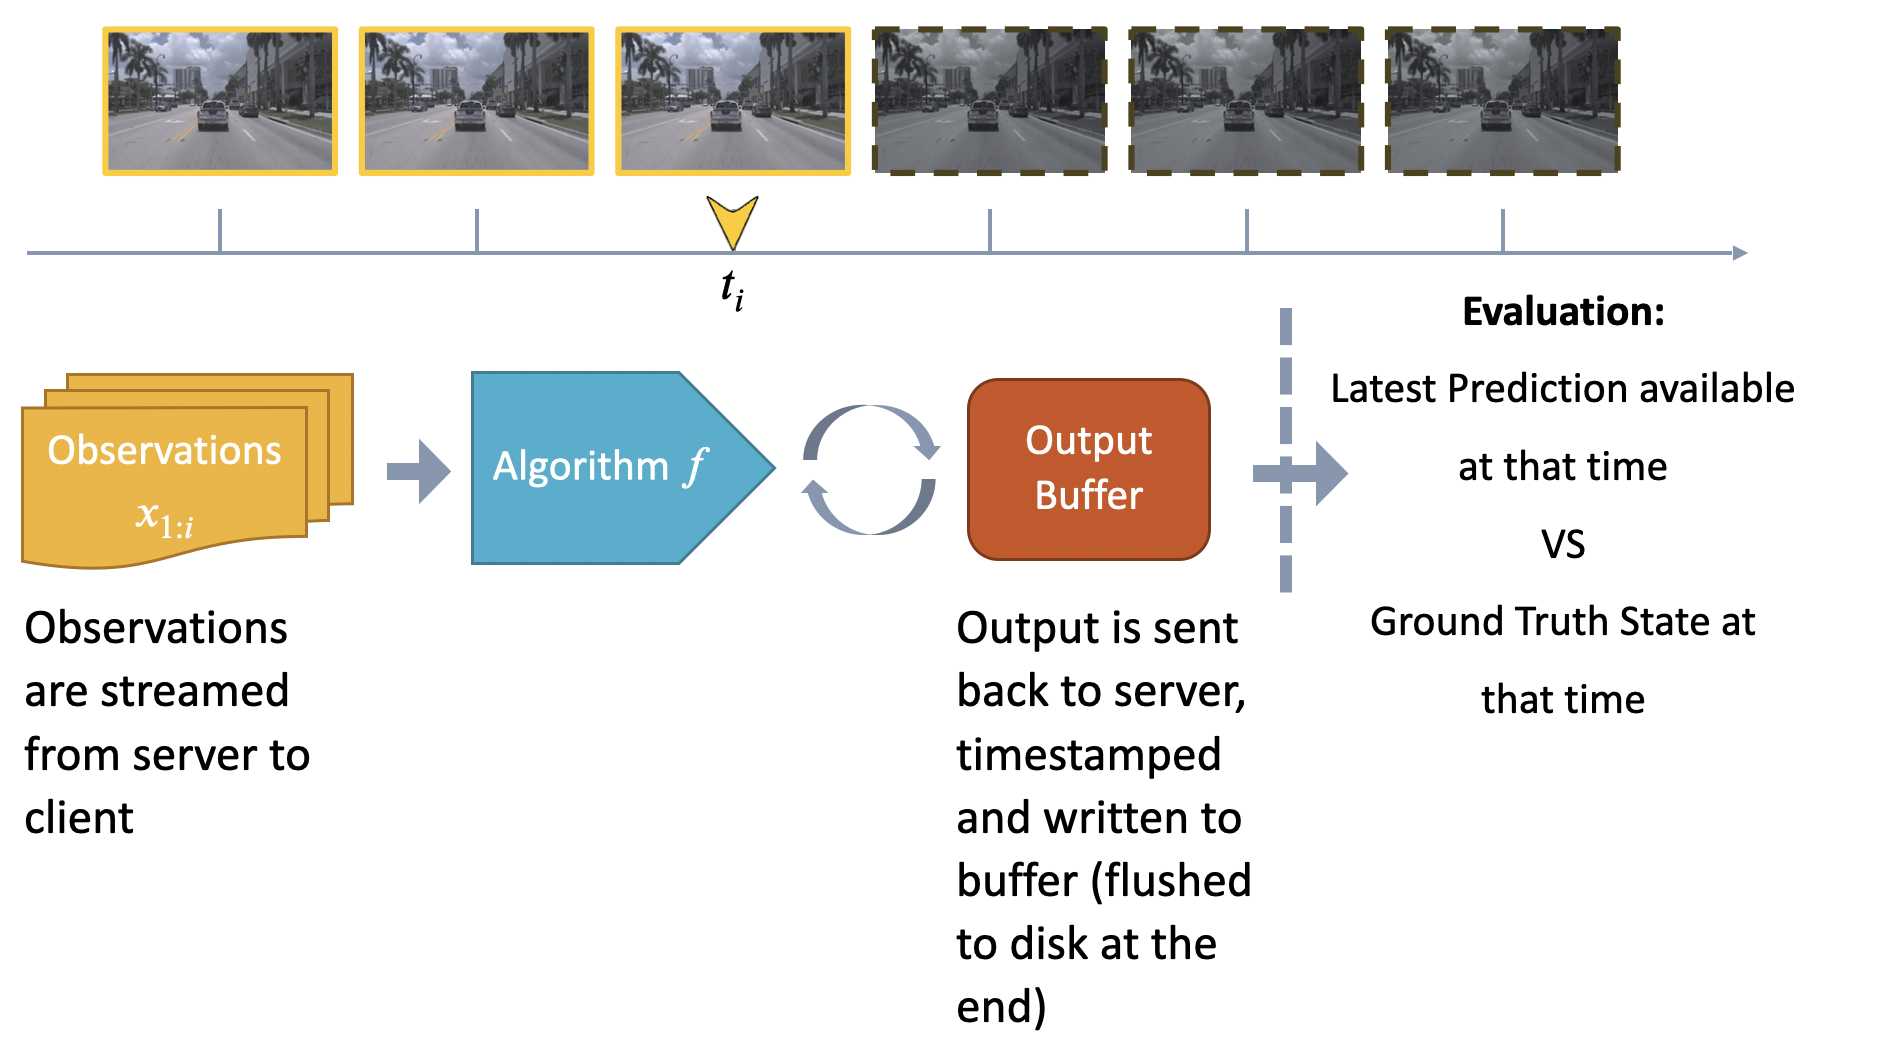 t_i
Observations
x_{1:i}
Algorithm f
Output
Buffer
Evaluation:
Latest Prediction available
at that time
VS
Ground Truth State at
that time
Observations
are streamed
from server to
client
Output is sent
back to server,
timestamped
and written to
buffer (flushed
to disk at the
end)